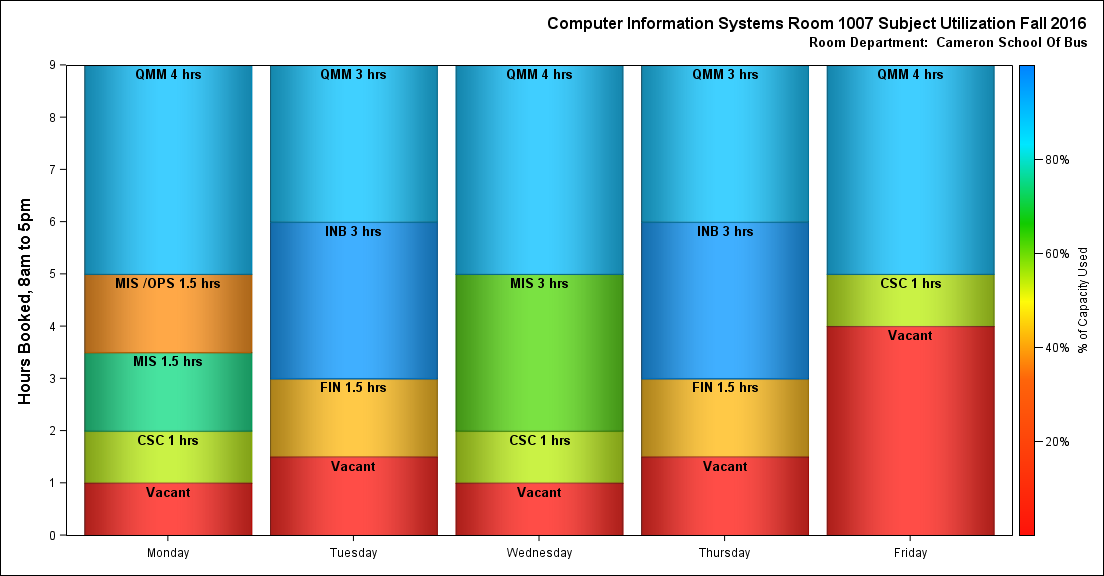 Computer Information Systems Room 1007 Subject Utilization Fall 2016
Room Department:  Cameron School Of Bus
Hours Booked, 8am to 5pm
9
8
7
6
5
4
3
2
1
0
QMM 4 hrs
MIS /OPS 1.5 hrs
MIS 1.5 hrs
CSC 1 hrs
Vacant
Monday
QMM 3 hrs
INB 3 hrs
FIN 1.5 hrs
Vacant
Tuesday
QMM 4 hrs
MIS 3 hrs
CSC 1 hrs
Vacant
Wednesday
QMM 3 hrs
INB 3 hrs
FIN 1.5 hrs
Vacant
Thursday
QMM 4 hrs
CSC 1 hrs
Vacant
Friday
80%
60%
40%
20%
% of Capacity Used